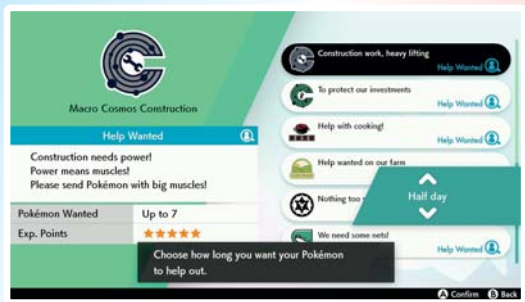 Macro Cosmos Construction
Help Wanted
Construction needs power!
Power means muscles!
Please send Pokémon with big muscles!
Pokémon Wanted Up to 7
Exp. Points ★★★★★
Construction work, heavy lifting
Help Wanted
To protect our investments
Help Wanted
Help with cooking!
Help Wanted
Help wanted on our farm
Nothing too
We need some nets!
Help Wanted
Half day
Choose how long you want your Pokémon
to help out.
A Confirm B Back